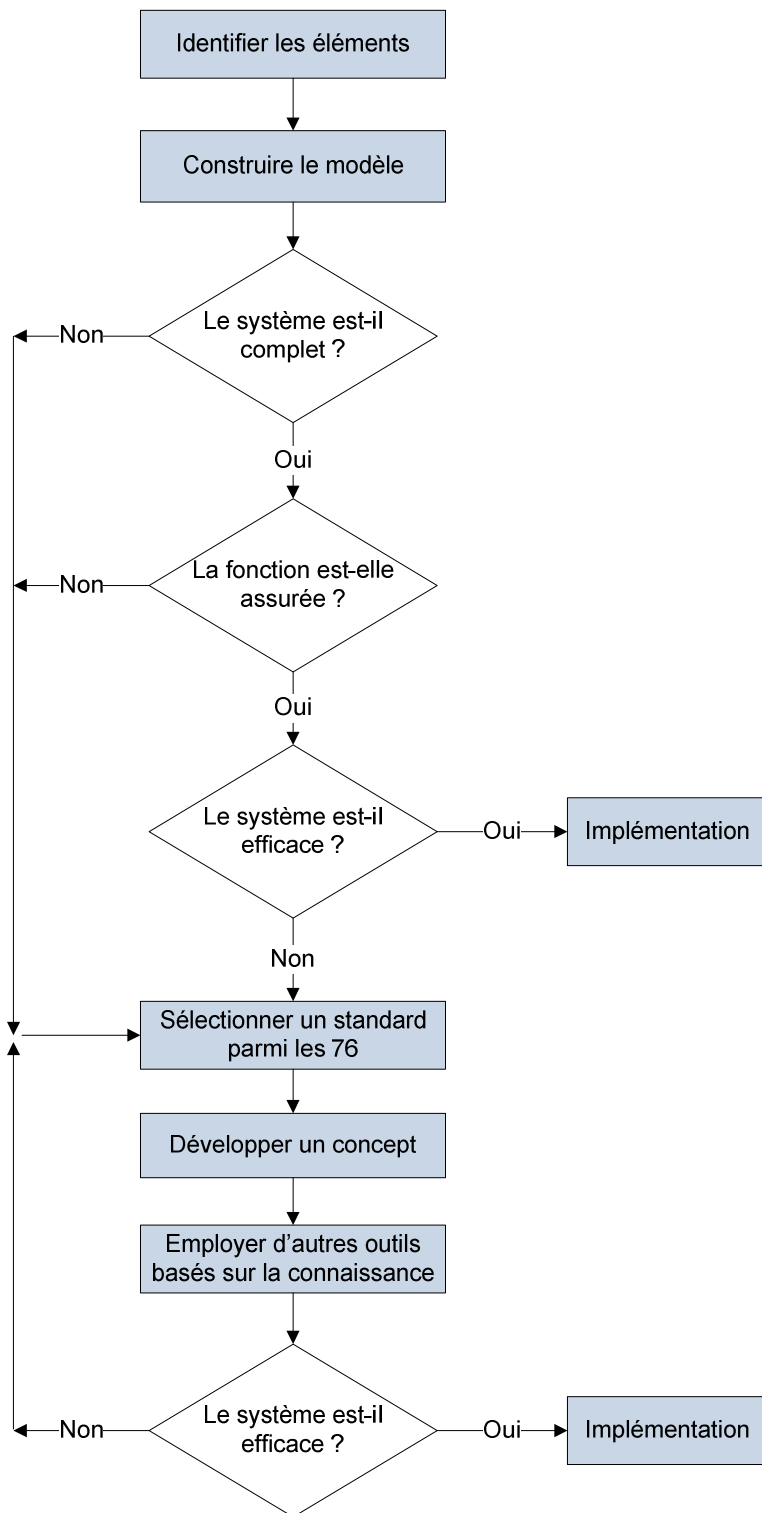 Identifier les éléments
Construire le modèle
Le système est-il
complet ?
Non
Oui
La fonction est-elle
assurée ?
Non
Oui
Le système est-il
efficace ?
Oui
Implémentation
Non
Sélectionner un standard
parmi les 76
Développer un concept
Employer d'autres outils
basés sur la connaissance
Le système est-il
efficace ?
Non
Oui
Implémentation